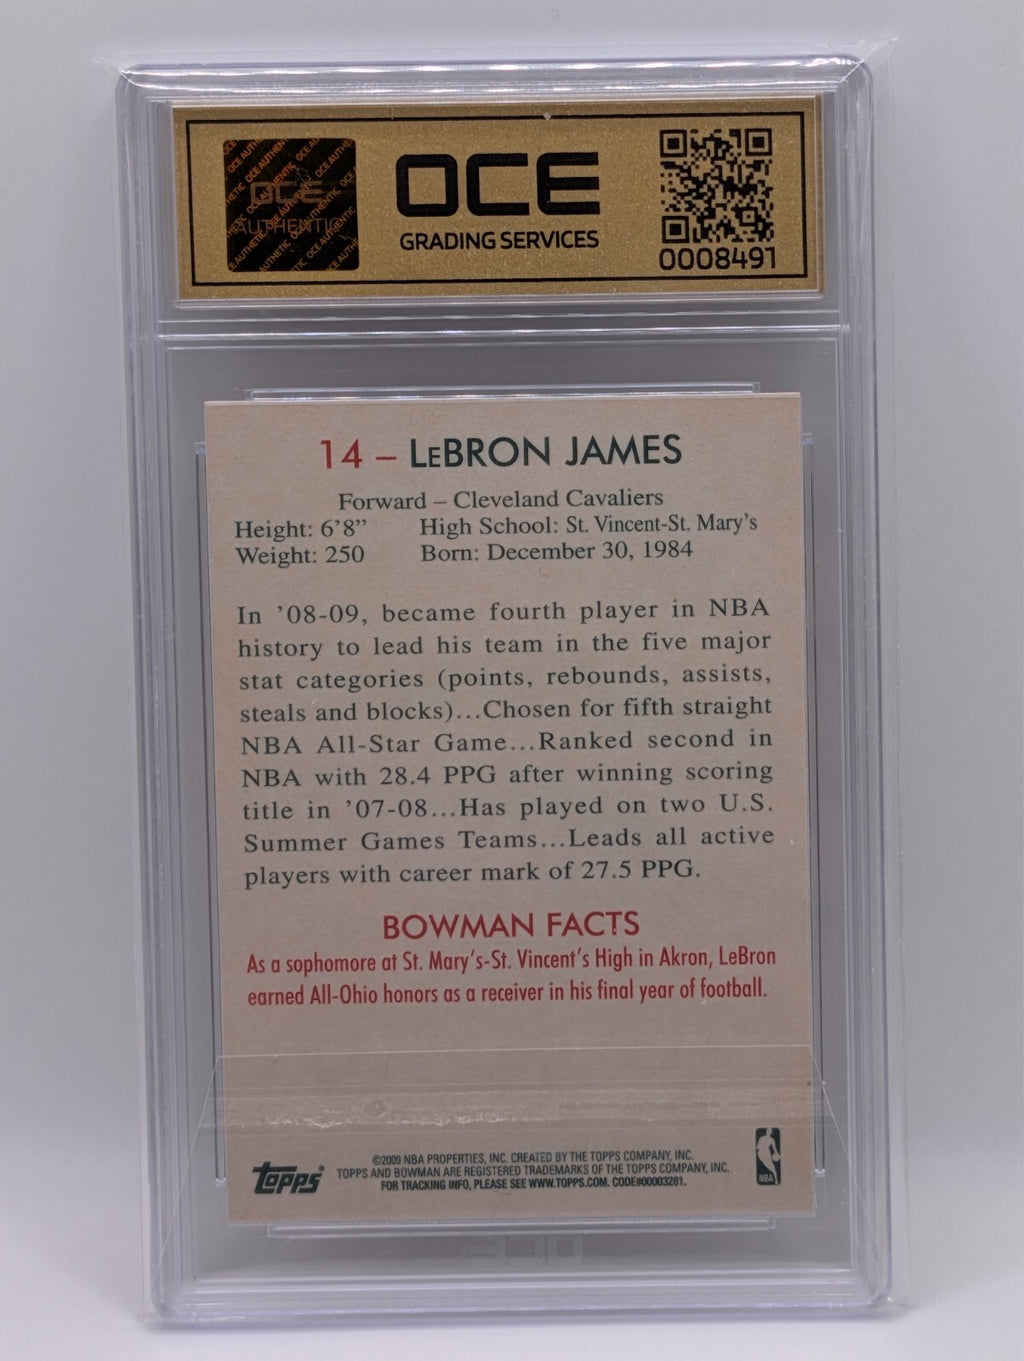 OCE AUTHENTIC
OCE
GRADING SERVICES
0008491
14 – LeBRON JAMES
Forward – Cleveland Cavaliers
Height: 6'8" High School: St. Vincent-St. Mary's
Weight: 250 Born: December 30, 1984
In '08-09, became fourth player in NBA
history to lead his team in the five major
stat categories (points, rebounds, assists,
steals and blocks)...Chosen for fifth straight
NBA All-Star Game...Ranked second in
NBA with 28.4 PPG after winning scoring
title in '07-08...Has played on two U.S.
Summer Games Teams...Leads all active
players with career mark of 27.5 PPG.
BOWMAN FACTS
As a sophomore at St. Mary's-St. Vincent's High in Akron, LeBron
earned All-Ohio honors as a receiver in his final year of football.
©2009 NBA PROPERTIES, INC. CREATED BY THE TOPPS COMPANY, INC.
TOPPS AND BOWMAN ARE REGISTERED TRADEMARKS OF THE TOPPS COMPANY, INC.
FOR TRACKING INFO, PLEASE SEE WWW.TOPPS.COM. CODE#00003281.
Topps
NBA